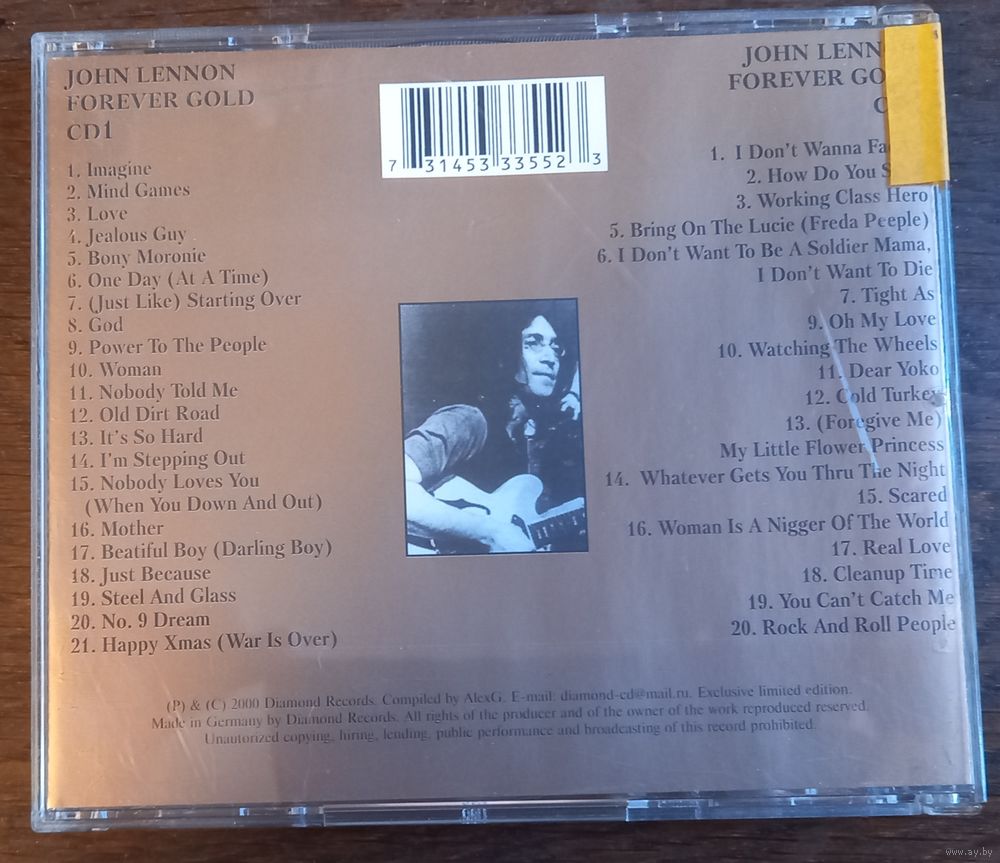 JOHN LENNON
FOREVER GOLD
CD1
1. Imagine
2. Mind Games
3. Love
4. Jealous Guy
5. Bony Moronie
6. One Day (At A Time)
7. (Just Like) Starting Over
8. God
9. Power To The People
10. Woman
11. Nobody Told Me
12. Old Dirt Road
13. It's So Hard
14. I'm Stepping Out
15. Nobody Loves You
(When You Down And Out)
16. Mother
17. Beatiful Boy (Darling Boy)
18. Just Because
19. Steel And Glass
20. No. 9 Dream
21. Happy Xmas (War Is Over)
7 31453 33552 3
JOHN
FOREVER
1. I Don't Wanna
2. How Do You
3. Working Class Hero
5. Bring On The Lucie (Freda Peeple)
6. I Don't Want To Be A Soldier Mama,
I Don't Want To Die
7. Tight As
9. Oh My Love
10. Watching The Wheels
11. Dear Yoko
12. Cold Turkey
13. (Foregive Me)
My Little Flower Princess
14. Whatever Gets You Thru The Night
15. Scared
16. Woman Is A Nigger Of The World
17. Real Love
18. Cleanup Time
19. You Can't Catch Me
20. Rock And Roll People
(P) & (C) 2000 Diamond Records. Compiled by AlexG. E-mail: diamond-cd@mail.ru. Exclusive limited edition.
Made in Germany by Diamond Records. All rights of the producer and of the owner of the work reproduced reserved.
Unautorized copying, hiring, lending, public performance and broadcasting of this record prohibited.
www.ay.by